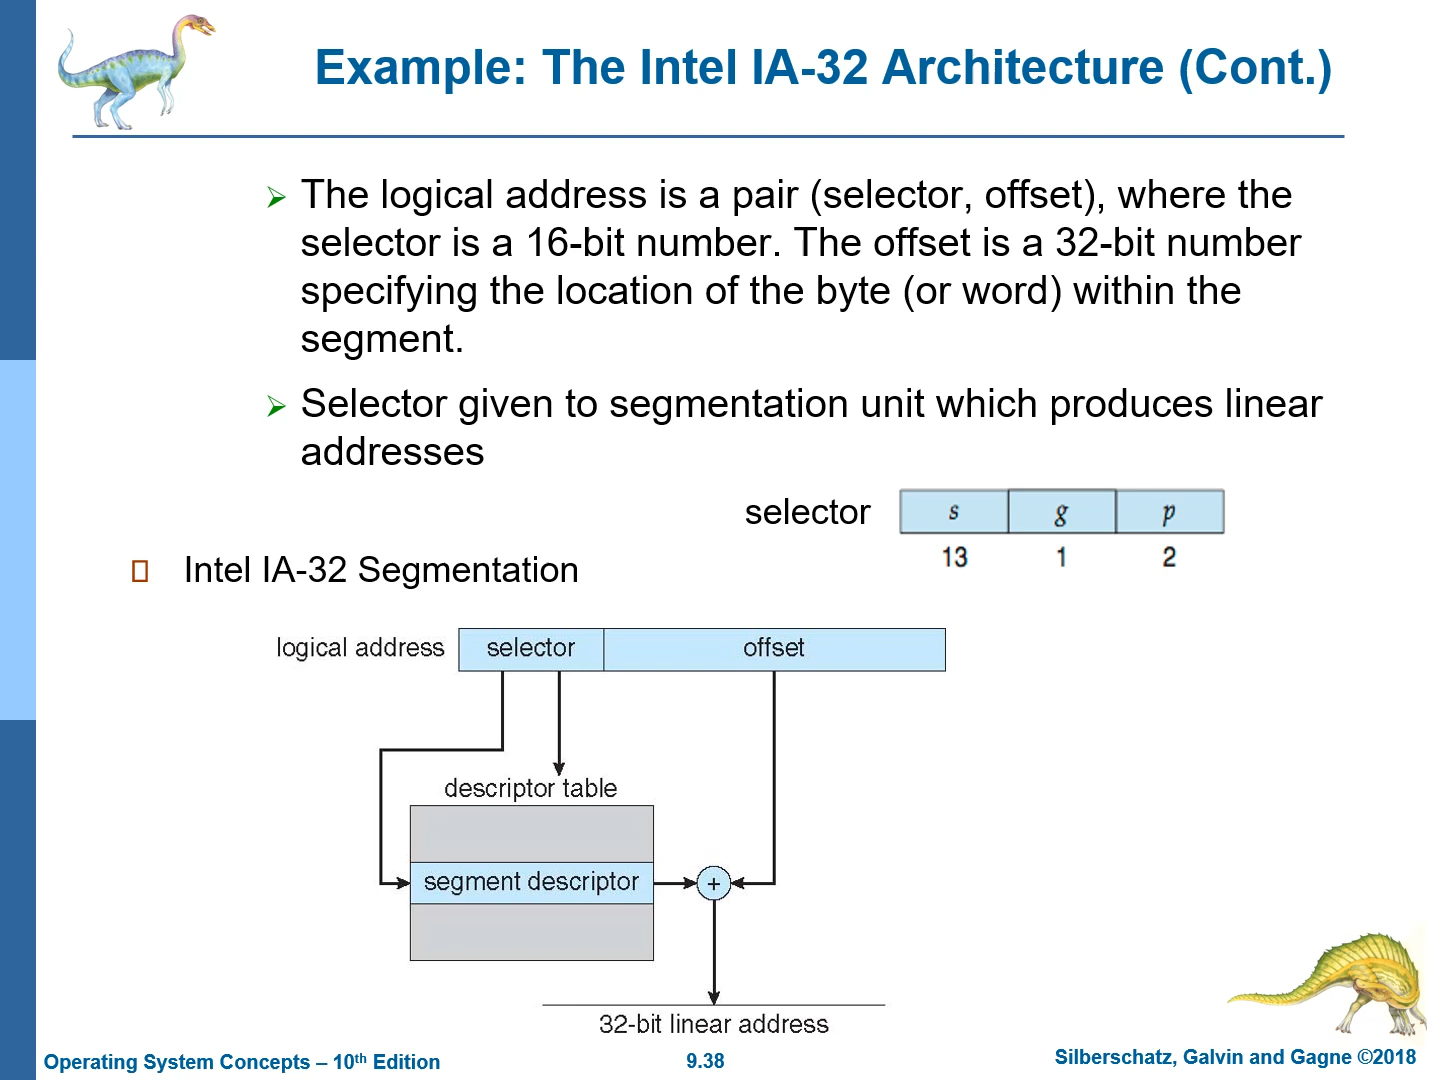 Example: The Intel IA-32 Architecture (Cont.)
The logical address is a pair (selector, offset), where the
selector is a 16-bit number. The offset is a 32-bit number
specifying the location of the byte (or word) within the
segment.
Selector given to segmentation unit which produces linear
addresses
selector s g p
13 1 2
Intel IA-32 Segmentation
logical address selector offset
descriptor table
segment descriptor +
32-bit linear address
Operating System Concepts – 10th Edition 9.38 Silberschatz, Galvin and Gagne ©2018